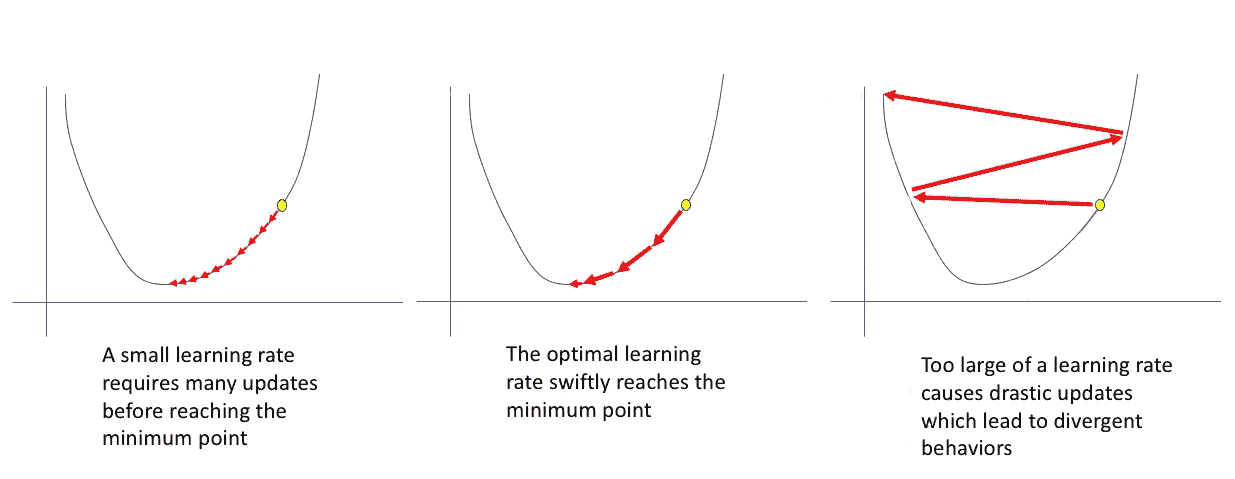 A small learning rate
requires many updates
before reaching the
minimum point
The optimal learning
rate swiftly reaches the
minimum point
Too large of a learning rate
causes drastic updates
which lead to divergent
behaviors